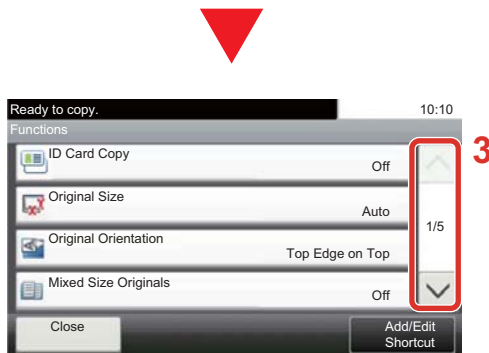 Ready to copy. 10:10
Functions
ID Card Copy
Off
3
Original Size
Auto
1/5
Original Orientation
Top Edge on Top
Mixed Size Originals
Off
Close
Add/Edit
Shortcut